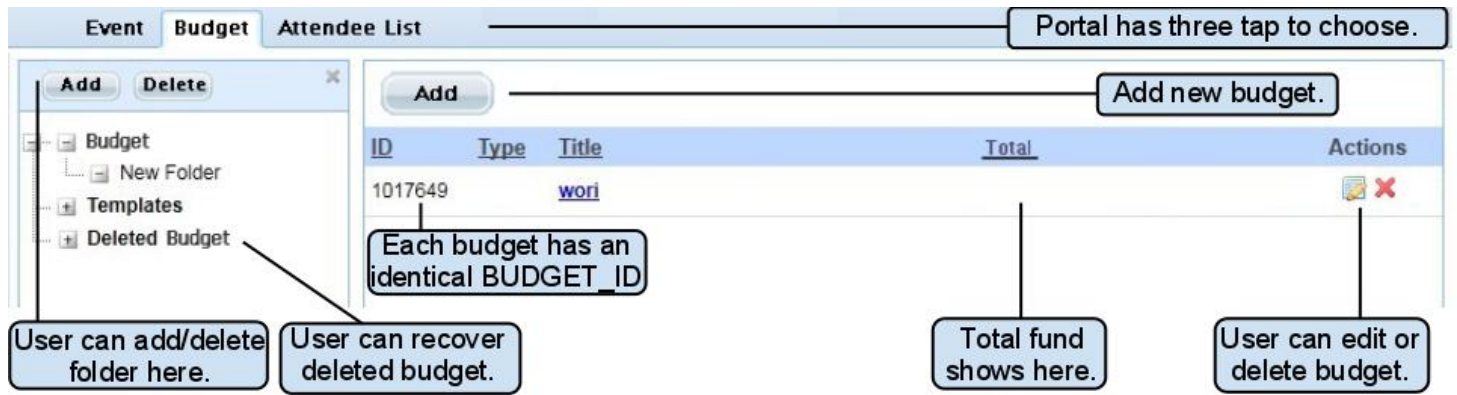 Event Budget Attendee List
Portal has three tap to choose.
Add Delete
Add
Add new budget.
Budget
New Folder
Templates
Deleted Budget
ID Type Title Total Actions
1017649 wori
Each budget has an
identical BUDGET_ID
User can add/delete
folder here.
User can recover
deleted budget.
Total fund
shows here.
User can edit or
delete budget.